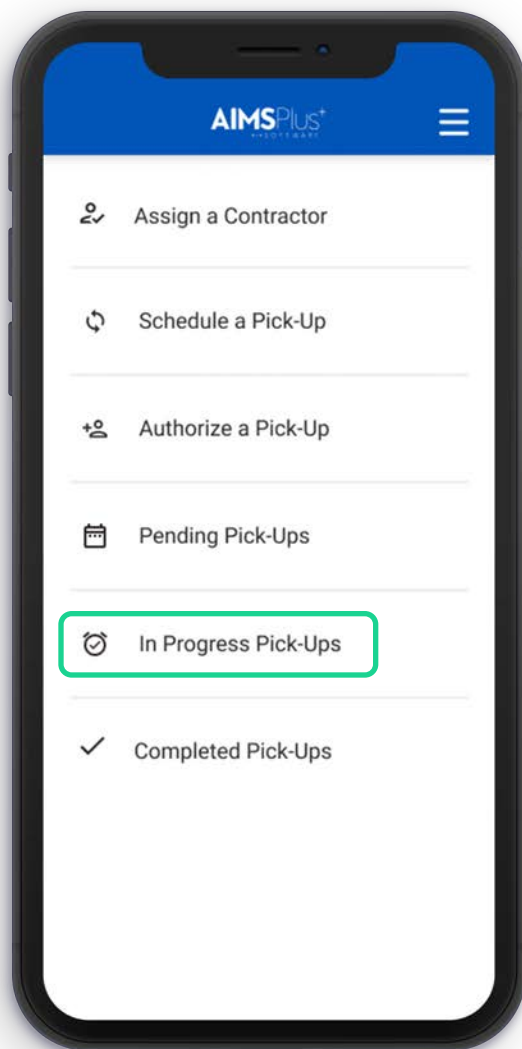 AIMSPlus+
SOFTWARE
Assign a Contractor
Schedule a Pick-Up
Authorize a Pick-Up
Pending Pick-Ups
In Progress Pick-Ups
Completed Pick-Ups